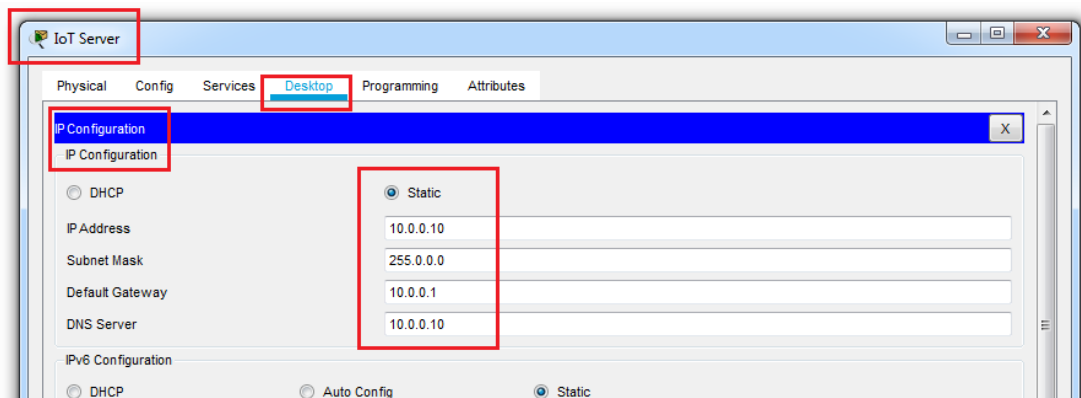 IoT Server
Physical Config Services Desktop Programming Attributes
IP Configuration X
IP Configuration
DHCP Static
IP Address 10.0.0.10
Subnet Mask 255.0.0.0
Default Gateway 10.0.0.1
DNS Server 10.0.0.10
IPv6 Configuration
DHCP Auto Config Static